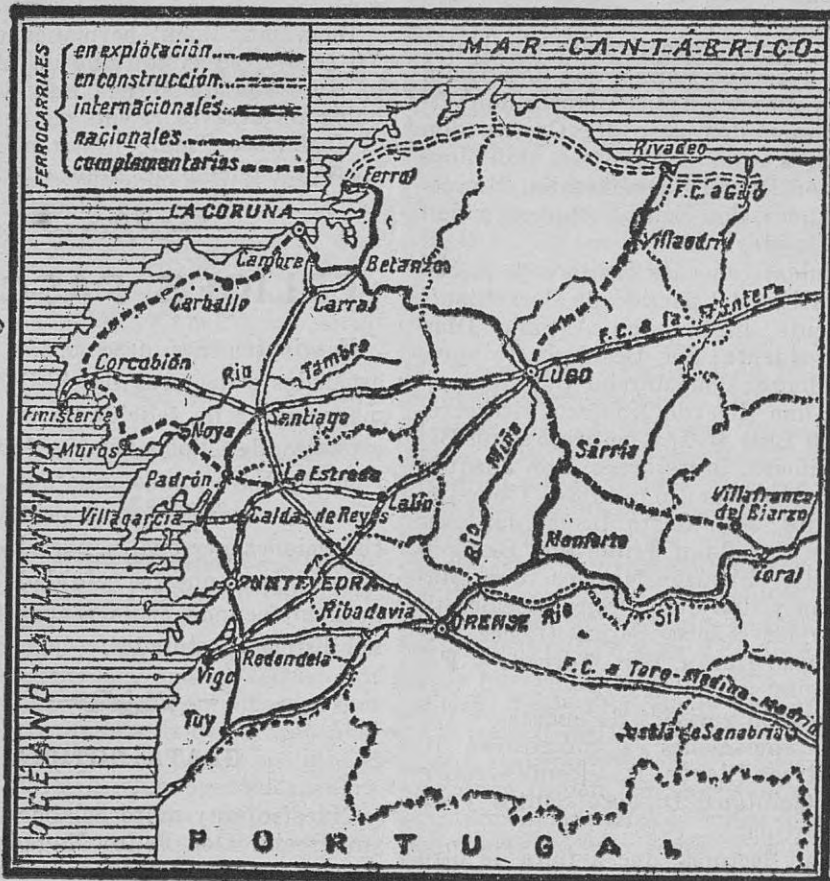 FERROCARRILES
en explotación
en construcción
internacionales
nacionales
complementarios
MAR CANTÁBRICO
Rivadeo
Ferrol
F.C. a Gijó
LA CORUÑA
Villaodrid
Cambre
Betanzos
Carballo
Carral
F.C. a la Frontera
Corcubión
Río Tambre
LUGO
Finisterre
Santiago
Noya
Muros
Río Miño
Sárria
Padrón
La Estrada
Lalín
Villafranca
del Bierzo
Villagarcía
Caldas de Reyes
Monforte
Toral
PONTEVEDRA
Ribadavia
ORENSE
Río Sil
Redondela
Vigo
F.C. a Toro-Medina-Madrid
Tuy
Puebla de Sanabria
OCÉANO ATLÁNTICO
PORTUGAL